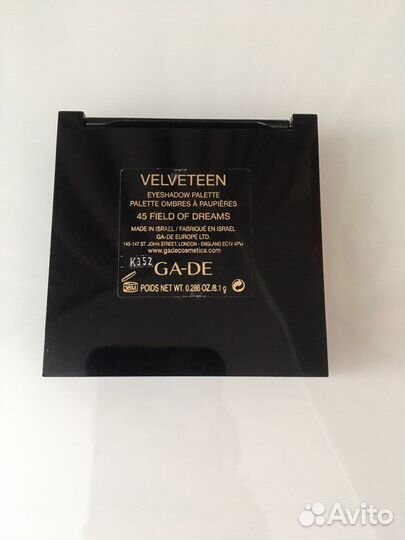 VELVETEEN
EYESHADOW PALETTE
PALETTE OMBRES À PAUPIÈRES
45 FIELD OF DREAMS
MADE IN ISRAEL / FABRIQUÉ EN ISRAEL
GA-DE EUROPE LTD.
145-147 ST. JOHN STREET, LONDON - ENGLAND EC1V 4PW
www.gadecosmetics.com
K352
GA-DE
36M POIDS NET WT. 0.286 OZ./8.1 g
Avito